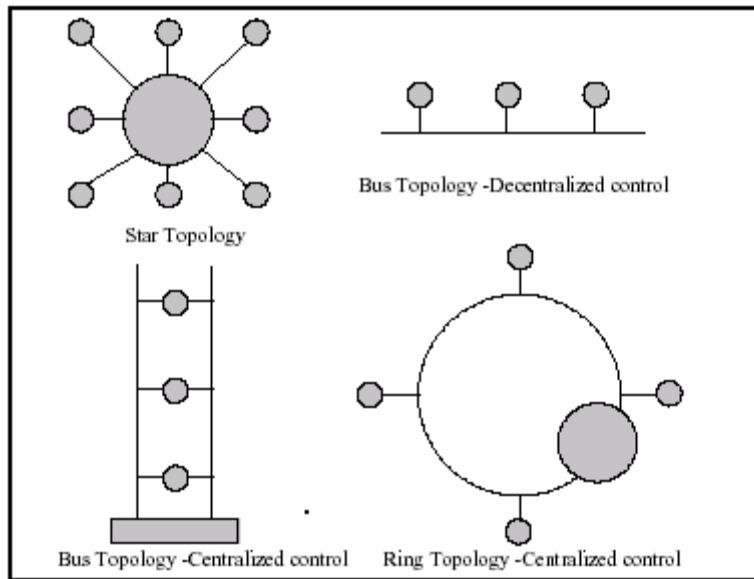 Star Topology
Bus Topology -Decentralized control
Bus Topology -Centralized control
Ring Topology -Centralized control